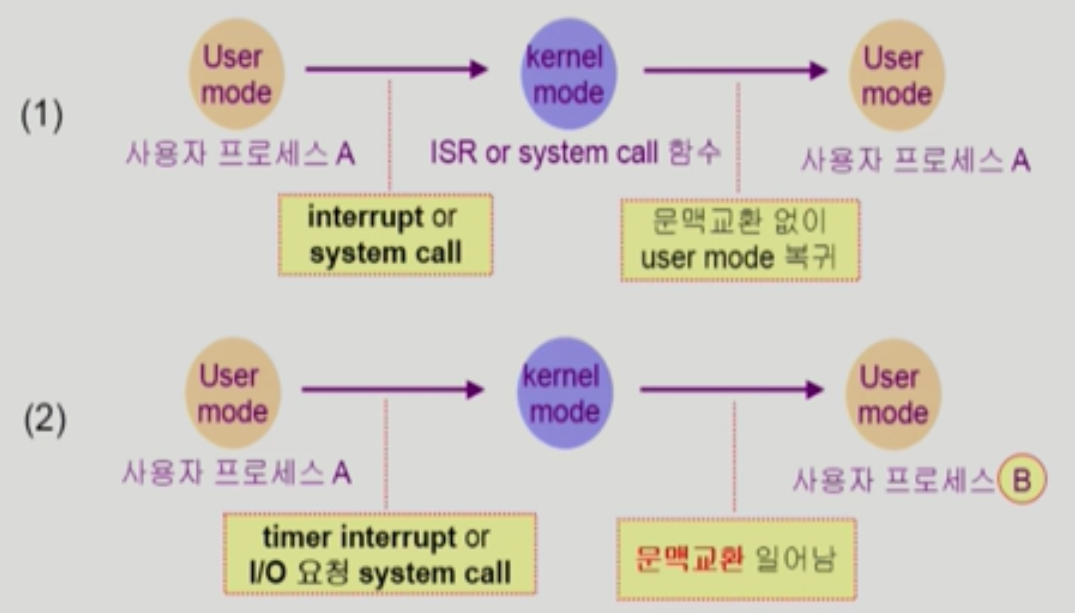 (1)
User
mode
kernel
mode
User
mode
사용자 프로세스 A
ISR or system call 함수
사용자 프로세스 A
interrupt or
system call
문맥교환 없이
user mode 복귀
(2)
User
mode
kernel
mode
User
mode
사용자 프로세스 A
사용자 프로세스 B
timer interrupt or
I/O 요청 system call
문맥교환 일어남